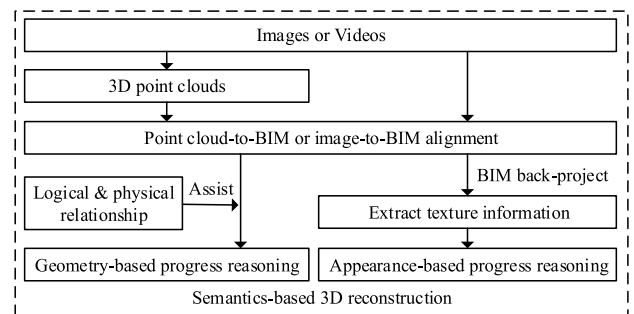 Images or Videos
3D point clouds
Point cloud-to-BIM or image-to-BIM alignment
BIM back-project
Logical & physical
relationship
Assist
Extract texture information
Geometry-based progress reasoning
Appearance-based progress reasoning
Semantics-based 3D reconstruction